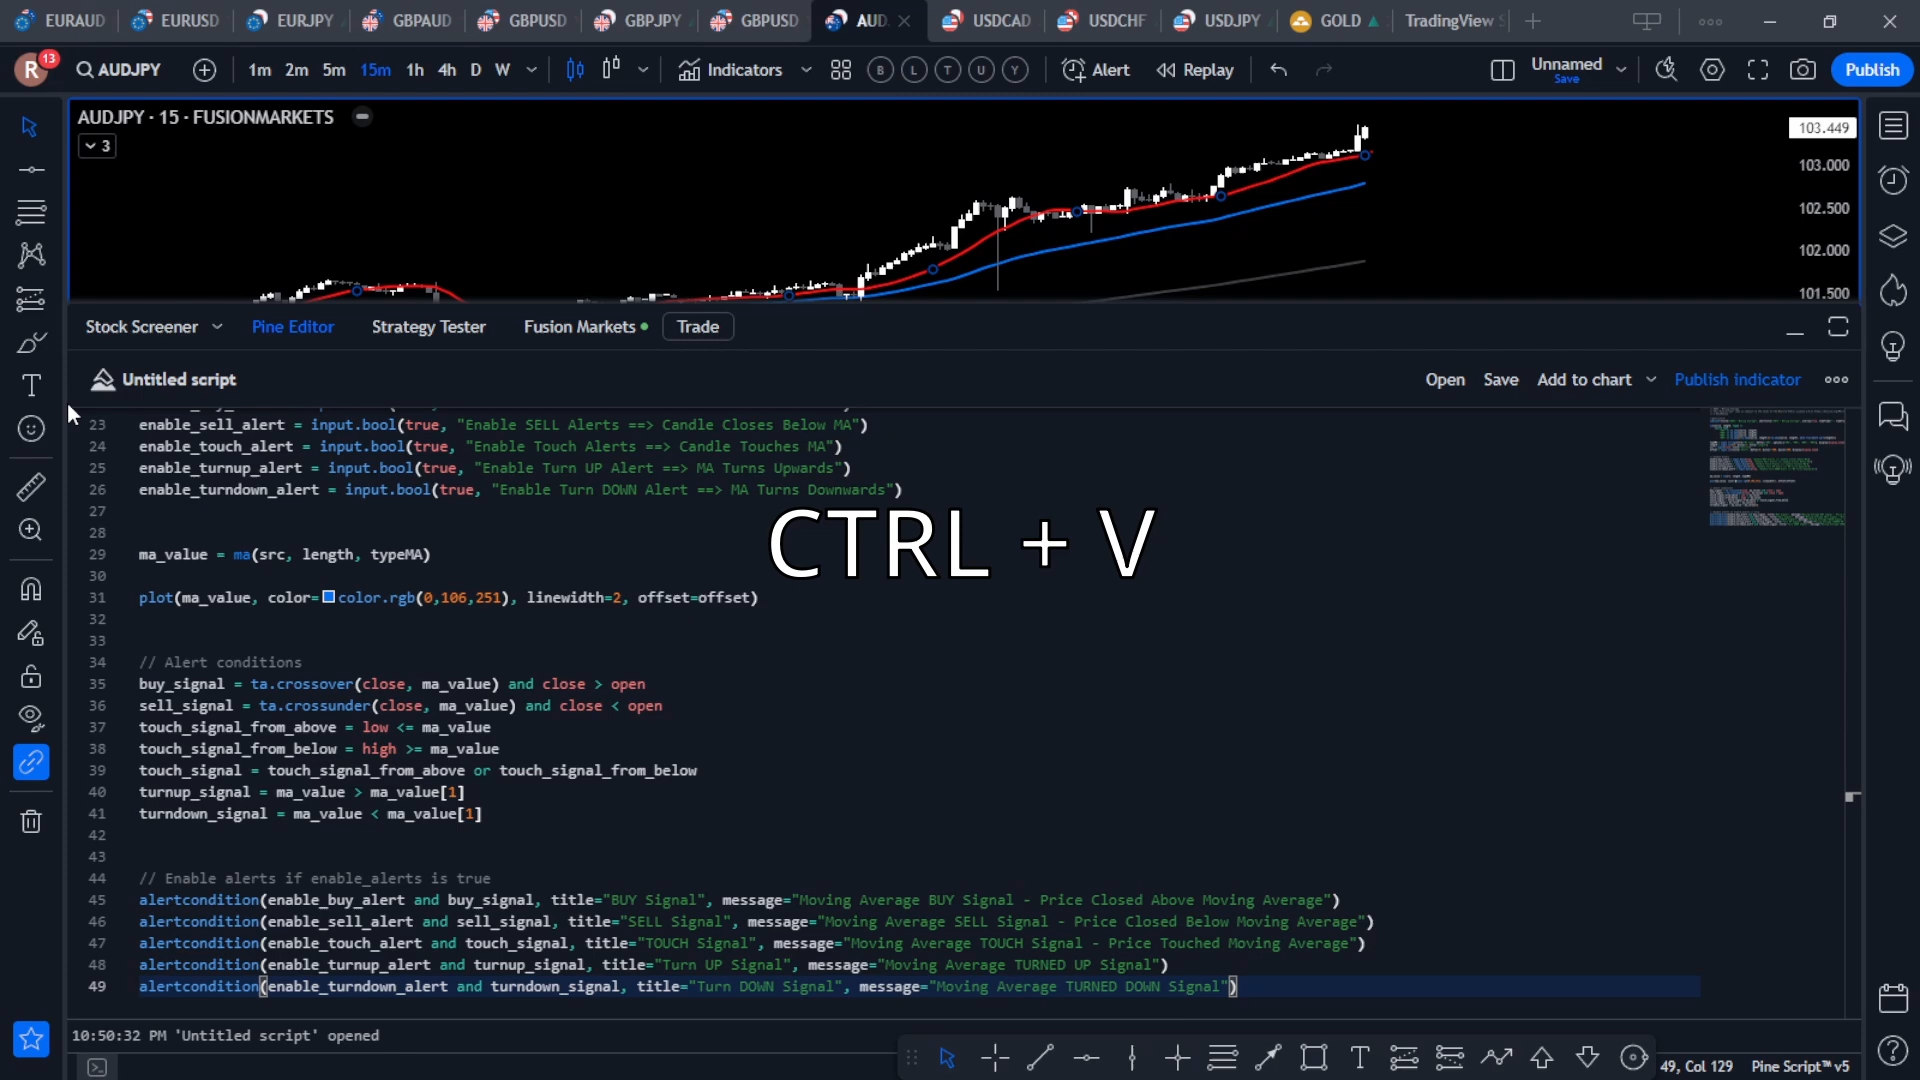 EURAUD EURUSD EURJPY GBPAUD GBPUSD GBPJPY GBPUSD AUD USDCAD USDCHF USDJPY GOLD TradingView
R 13 AUDJPY 1m 2m 5m 15m 1h 4h D W Indicators B L T U Y Alert Replay Unnamed Save Publish
AUDJPY · 15 · FUSIONMARKETS
3
103.449
103.000
102.500
102.000
101.500
Stock Screener Pine Editor Strategy Tester Fusion Markets Trade
Untitled script Open Save Add to chart Publish indicator
23 enable_sell_alert = input.bool(true, "Enable SELL Alerts ==> Candle Closes Below MA")
24 enable_touch_alert = input.bool(true, "Enable Touch Alerts ==> Candle Touches MA")
25 enable_turnup_alert = input.bool(true, "Enable Turn UP Alert ==> MA Turns Upwards")
26 enable_turndown_alert = input.bool(true, "Enable Turn DOWN Alert ==> MA Turns Downwards")
27
28
CTRL + V
29 ma_value = ma(src, length, typeMA)
30
31 plot(ma_value, color=color.rgb(0,106,251), linewidth=2, offset=offset)
32
33
34 // Alert conditions
35 buy_signal = ta.crossover(close, ma_value) and close > open
36 sell_signal = ta.crossunder(close, ma_value) and close < open
37 touch_signal_from_above = low <= ma_value
38 touch_signal_from_below = high >= ma_value
39 touch_signal = touch_signal_from_above or touch_signal_from_below
40 turnup_signal = ma_value > ma_value[1]
41 turndown_signal = ma_value < ma_value[1]
42
43
44 // Enable alerts if enable_alerts is true
45 alertcondition(enable_buy_alert and buy_signal, title="BUY Signal", message="Moving Average BUY Signal - Price Closed Above Moving Average")
46 alertcondition(enable_sell_alert and sell_signal, title="SELL Signal", message="Moving Average SELL Signal - Price Closed Below Moving Average")
47 alertcondition(enable_touch_alert and touch_signal, title="TOUCH Signal", message="Moving Average TOUCH Signal - Price Touched Moving Average")
48 alertcondition(enable_turnup_alert and turnup_signal, title="Turn UP Signal", message="Moving Average TURNED UP Signal")
49 alertcondition(enable_turndown_alert and turndown_signal, title="Turn DOWN Signal", message="Moving Average TURNED DOWN Signal")
10:50:32 PM 'Untitled script' opened
49, Col 129 Pine Script™ v5